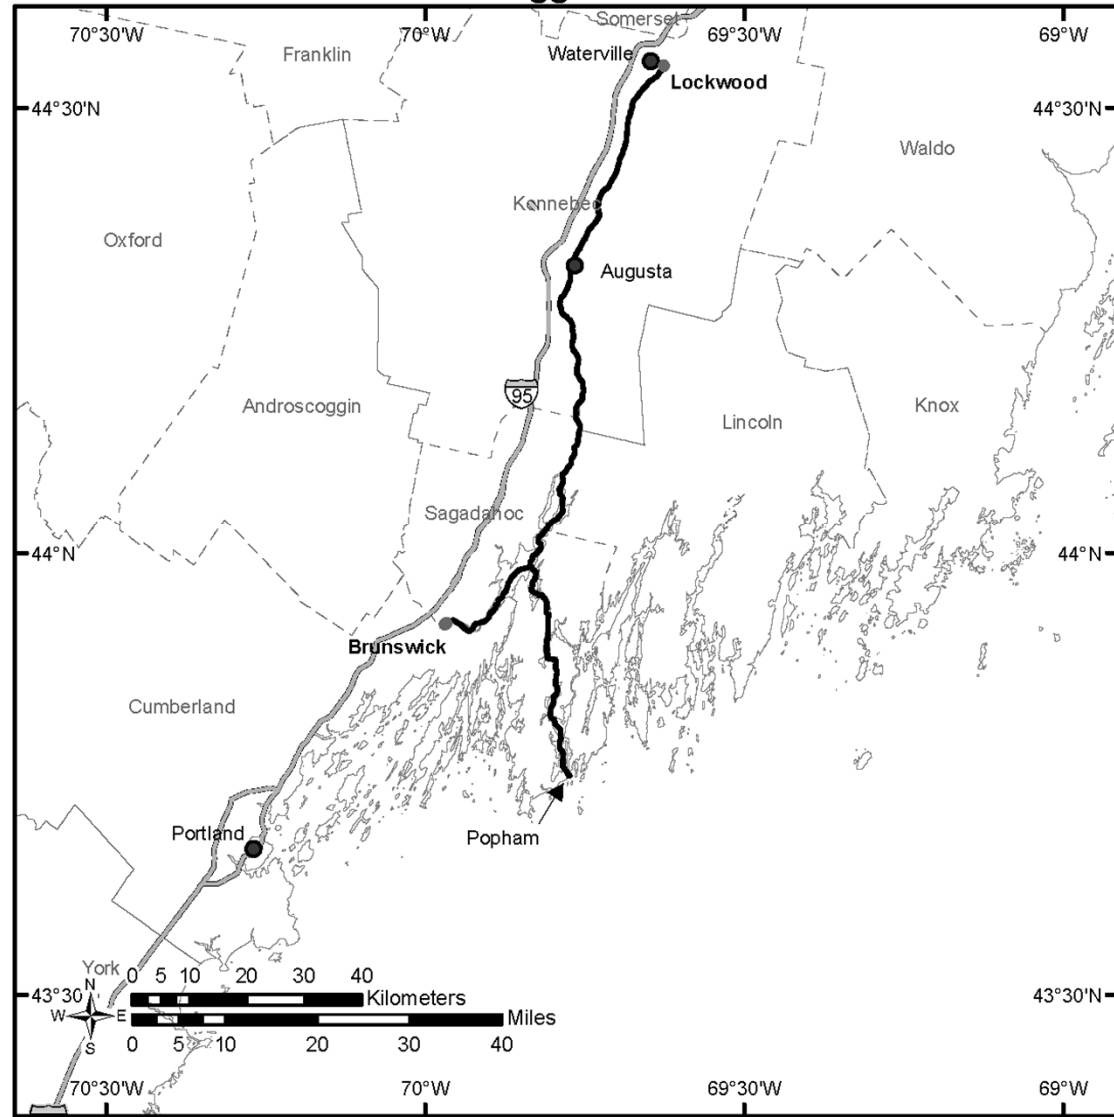 Somerset
70°30'W
70°W
69°30'W
69°W
Franklin
Waterville
Lockwood
44°30'N
44°30'N
Waldo
Kennebec
Oxford
Augusta
95
Androscoggin
Lincoln
Knox
Sagadahoc
44°N
44°N
Brunswick
Cumberland
Portland
Popham
York
N
W
E
S
0 5 10 20 30 40
Kilometers
Miles
0 5 10 20 30 40
43°30'N
43°30'N
70°30'W
70°W
69°30'W
69°W